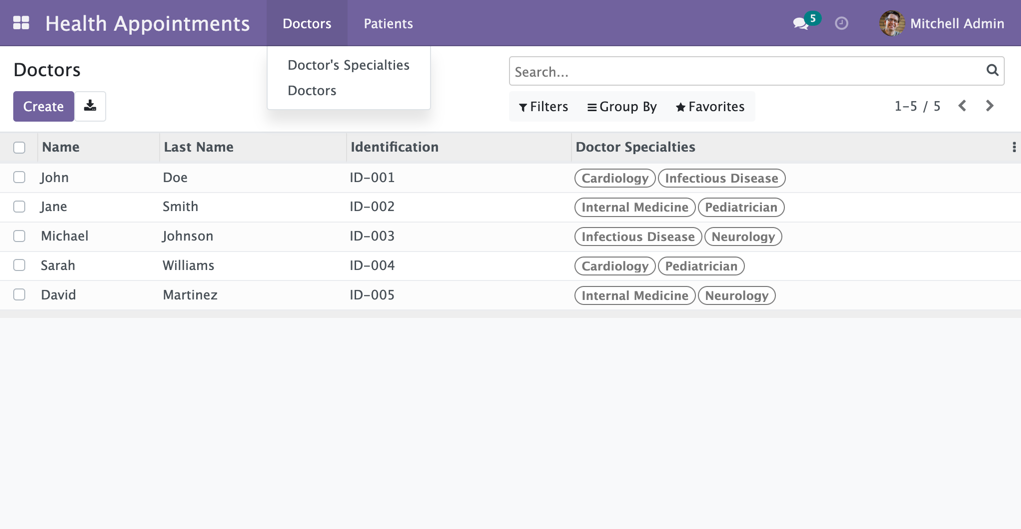 Health Appointments Doctors Patients 5 Mitchell Admin
Doctors
Doctor's Specialties
Doctors
Search...
Create
Filters Group By Favorites 1-5 / 5
Name Last Name Identification Doctor Specialties
John Doe ID-001 Cardiology Infectious Disease
Jane Smith ID-002 Internal Medicine Pediatrician
Michael Johnson ID-003 Infectious Disease Neurology
Sarah Williams ID-004 Cardiology Pediatrician
David Martinez ID-005 Internal Medicine Neurology